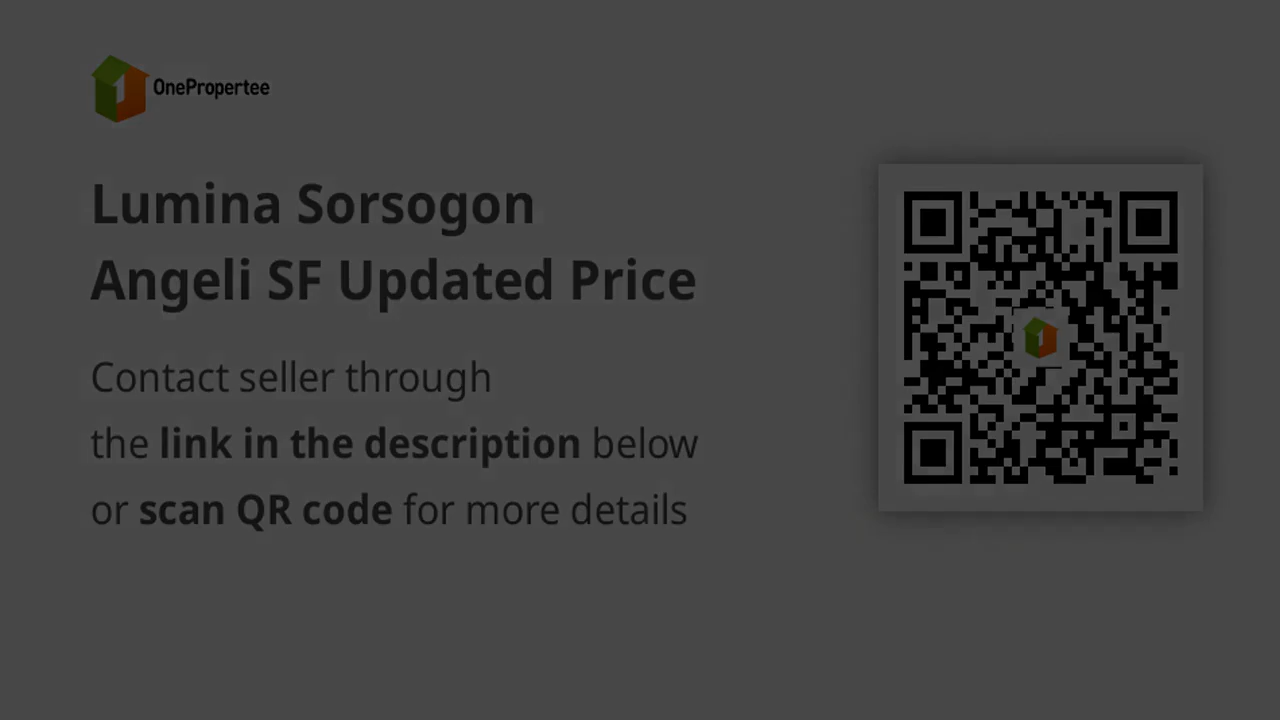 OnePropertee
Lumina Sorsogon
Angeli SF Updated Price
Contact seller through
the link in the description below
or scan QR code for more details